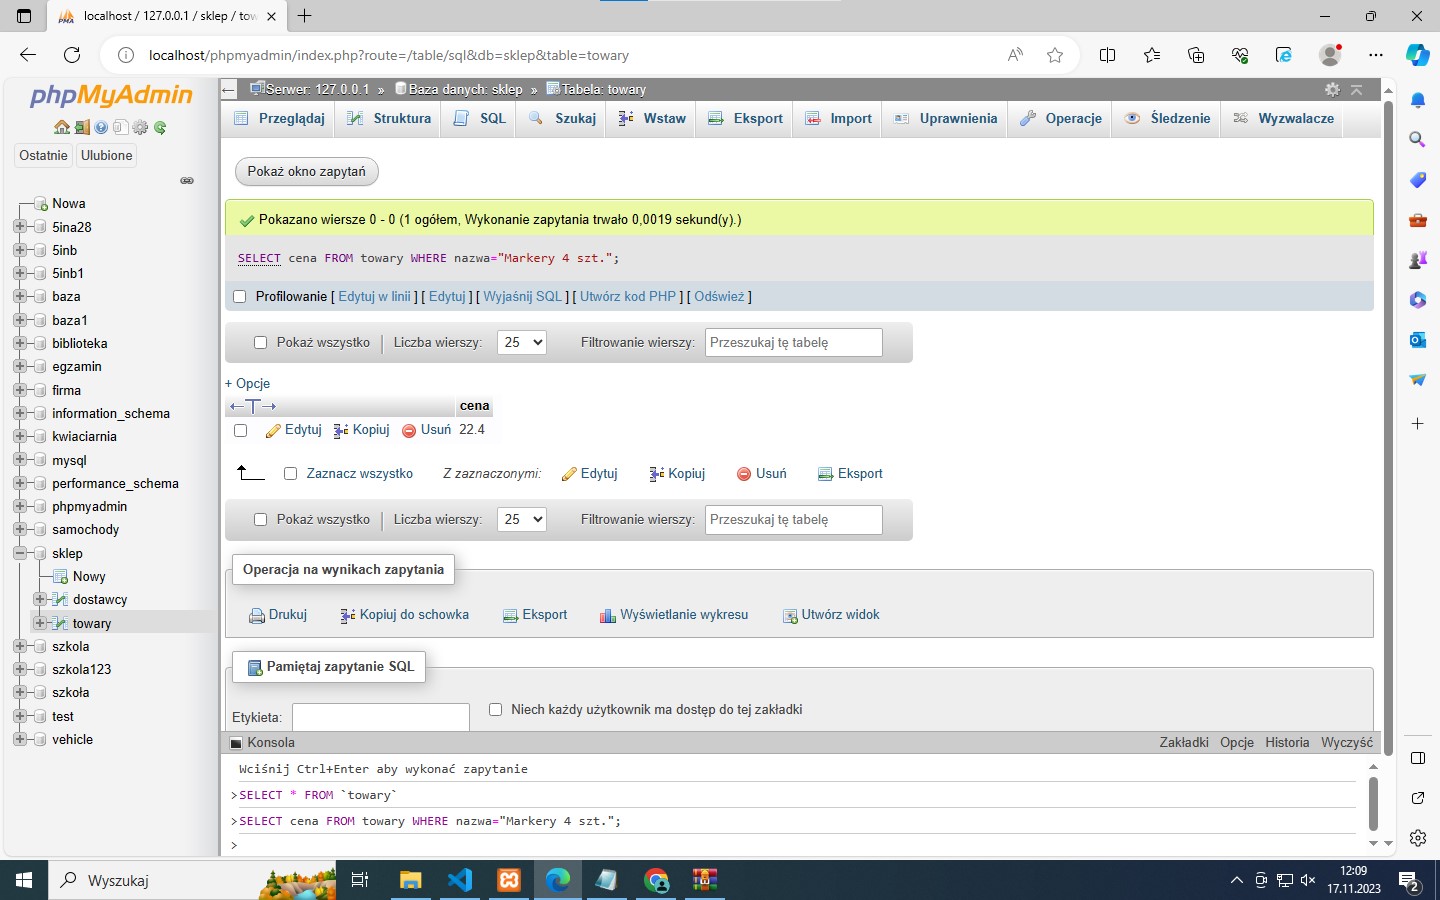 localhost / 127.0.0.1 / sklep / tow
localhost/phpmyadmin/index.php?route=/table/sql&db=sklep&table=towary
phpMyAdmin
Ostatnie Ulubione
Nowa
5ina28
5inb
5inb1
baza
baza1
biblioteka
egzamin
firma
information_schema
kwiaciarnia
mysql
performance_schema
phpmyadmin
samochody
sklep
Nowy
dostawcy
towary
szkola
szkola123
szkoła
test
vehicle
Serwer: 127.0.0.1 » Baza danych: sklep » Tabela: towary
Przeglądaj Struktura SQL Szukaj Wstaw Eksport Import Uprawnienia Operacje Śledzenie Wyzwalacze
Pokaż okno zapytań
Pokazano wiersze 0 - 0 (1 ogółem, Wykonanie zapytania trwało 0,0019 sekund(y).)
SELECT cena FROM towary WHERE nazwa="Markery 4 szt.";
Profilowanie [ Edytuj w linii ] [ Edytuj ] [ Wyjaśnij SQL ] [ Utwórz kod PHP ] [ Odśwież ]
Pokaż wszystko Liczba wierszy: 25 Filtrowanie wierszy: Przeszukaj tę tabelę
+ Opcje
←T→ cena
Edytuj Kopiuj Usuń 22.4
Zaznacz wszystko Z zaznaczonymi: Edytuj Kopiuj Usuń Eksport
Pokaż wszystko Liczba wierszy: 25 Filtrowanie wierszy: Przeszukaj tę tabelę
Operacja na wynikach zapytania
Drukuj Kopiuj do schowka Eksport Wyświetlanie wykresu Utwórz widok
Pamiętaj zapytanie SQL
Etykieta: Niech każdy użytkownik ma dostęp do tej zakładki
Konsola Zakładki Opcje Historia Wyczyść
Wciśnij Ctrl+Enter aby wykonać zapytanie
>SELECT * FROM `towary`
>SELECT cena FROM towary WHERE nazwa="Markery 4 szt.";
>
Wyszukaj
12:09
17.11.2023
2